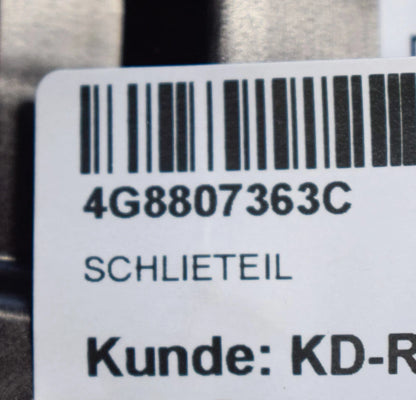 4G8807363C
SCHLIETEIL
Kunde: KD-R